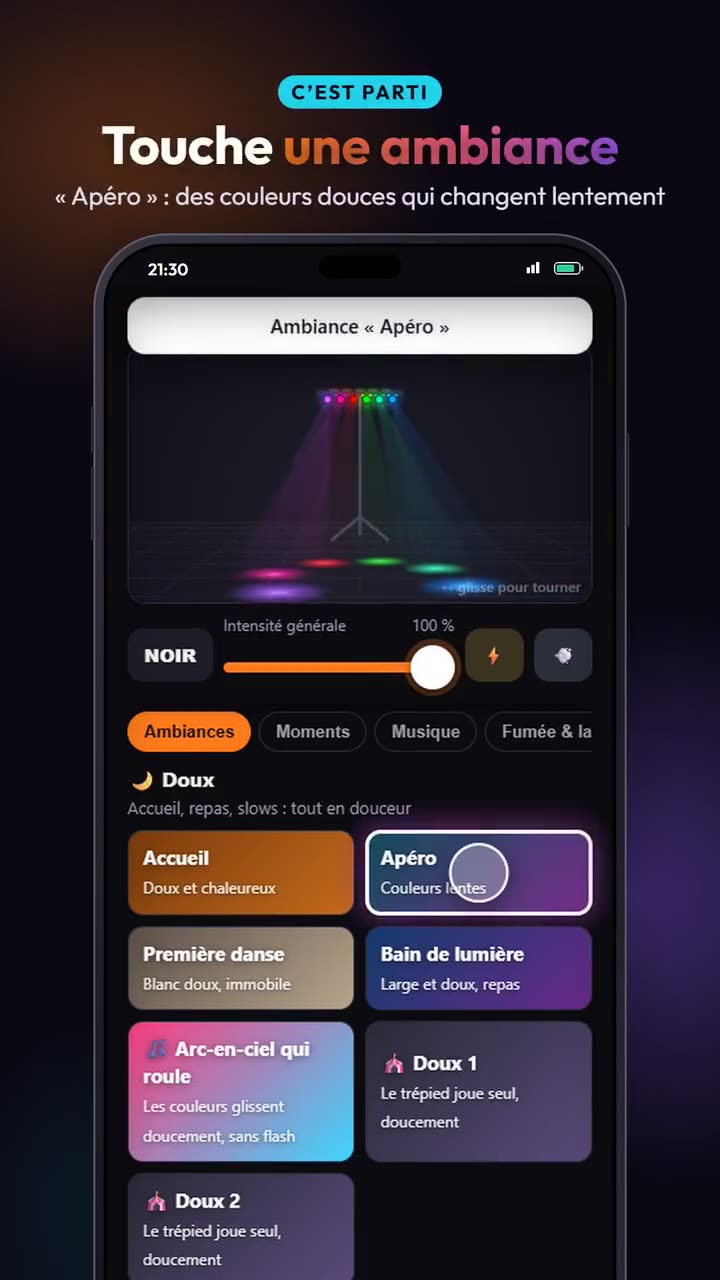 C'EST PARTI
Touche une ambiance
« Apéro » : des couleurs douces qui changent lentement
21:30
Ambiance « Apéro »
glisse pour tourner
Intensité générale 100 %
NOIR
Ambiances Moments Musique Fumée & la
Doux
Accueil, repas, slows : tout en douceur
Accueil
Doux et chaleureux
Apéro
Couleurs lentes
Première danse
Blanc doux, immobile
Bain de lumière
Large et doux, repas
Arc-en-ciel qui
roule
Les couleurs glissent
doucement, sans flash
Doux 1
Le trépied joue seul,
doucement
Doux 2
Le trépied joue seul,
doucement